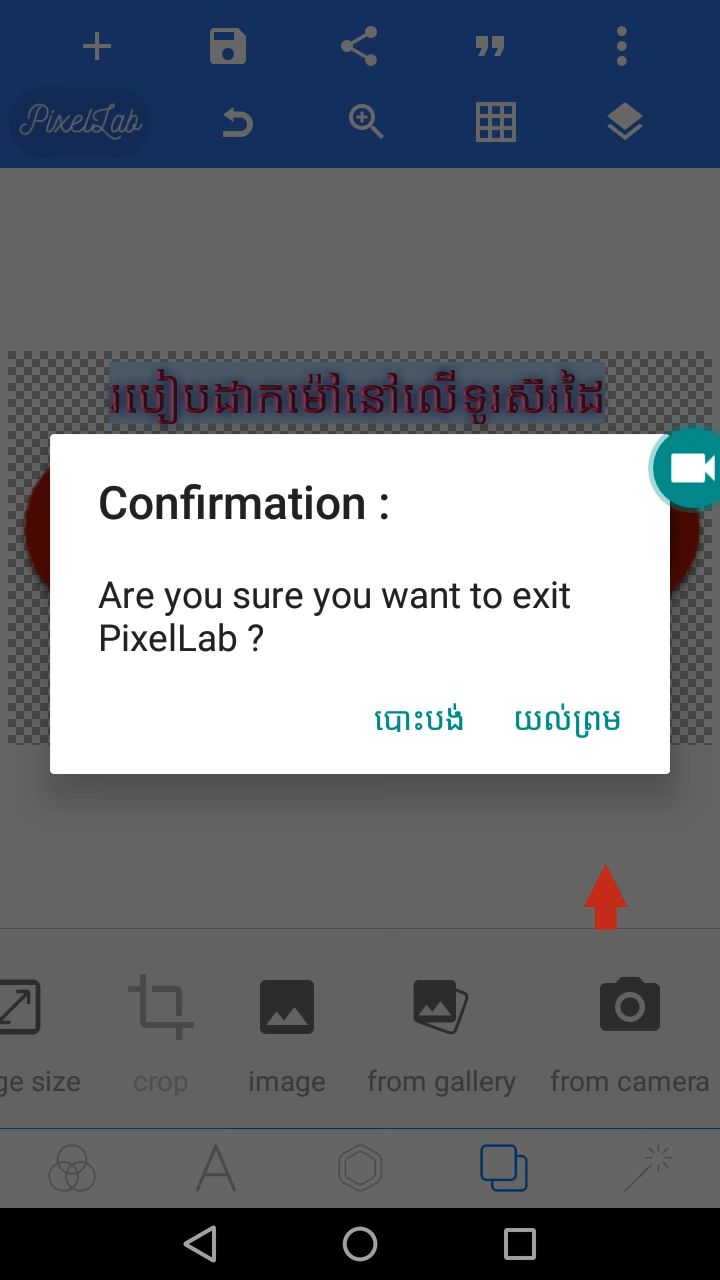 PixelLab
របៀបដាកម៉ៅនៅលើទូរស័រដៃ
Confirmation :
Are you sure you want to exit
PixelLab ?
បោះបង់ យល់ព្រម
ge size crop image from gallery from camera